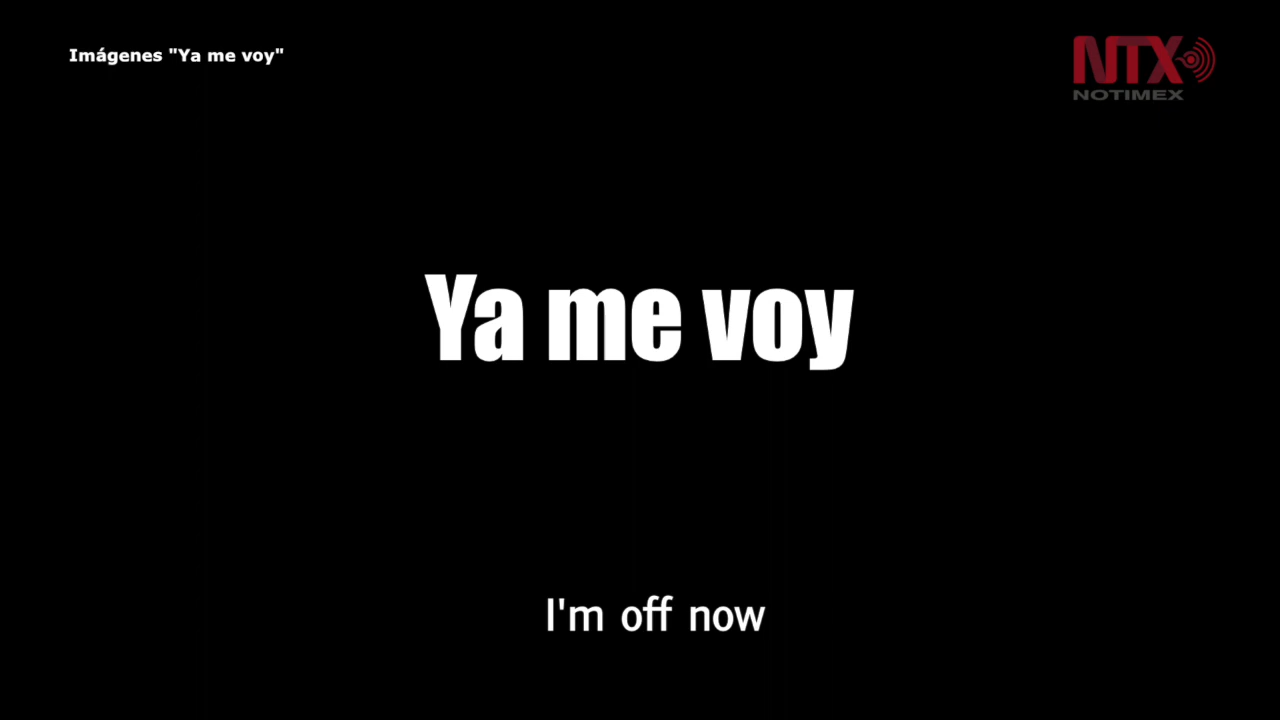 Imágenes "Ya me voy"
NTX
NOTIMEX
Ya me voy
I'm off now